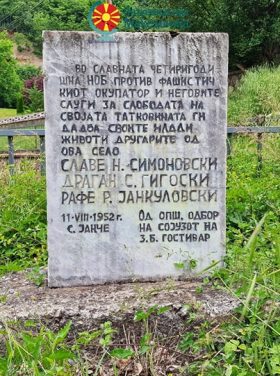 ВО СЛАВНАТА ЧЕТИРИГОДИ
ШНА НОБ ПРОТИВ ФАШИСТИЧ
КИОТ ОКУПАТОР И НЕГОВИТЕ
СЛУГИ ЗА СЛОБОДАТА НА
СВОЈАТА ТАТКОВИНАТА ГИ
ДАДОА СВОИТЕ МЛАДИ
ЖИВОТИ ДРУГАРИТЕ ОД
ОВА СЕЛО
СЛАВЕ Н. СИМОНОВСКИ
ДРАГАН С. ГИГОСКИ
РАФЕ Р. ЈАНКУЛОВСКИ
11-VIII-1952 г. ОД ОПШ. ОДБОР
С. ЈАНЧЕ НА СОЈУЗОТ НА
З.Б. ГОСТИВАР